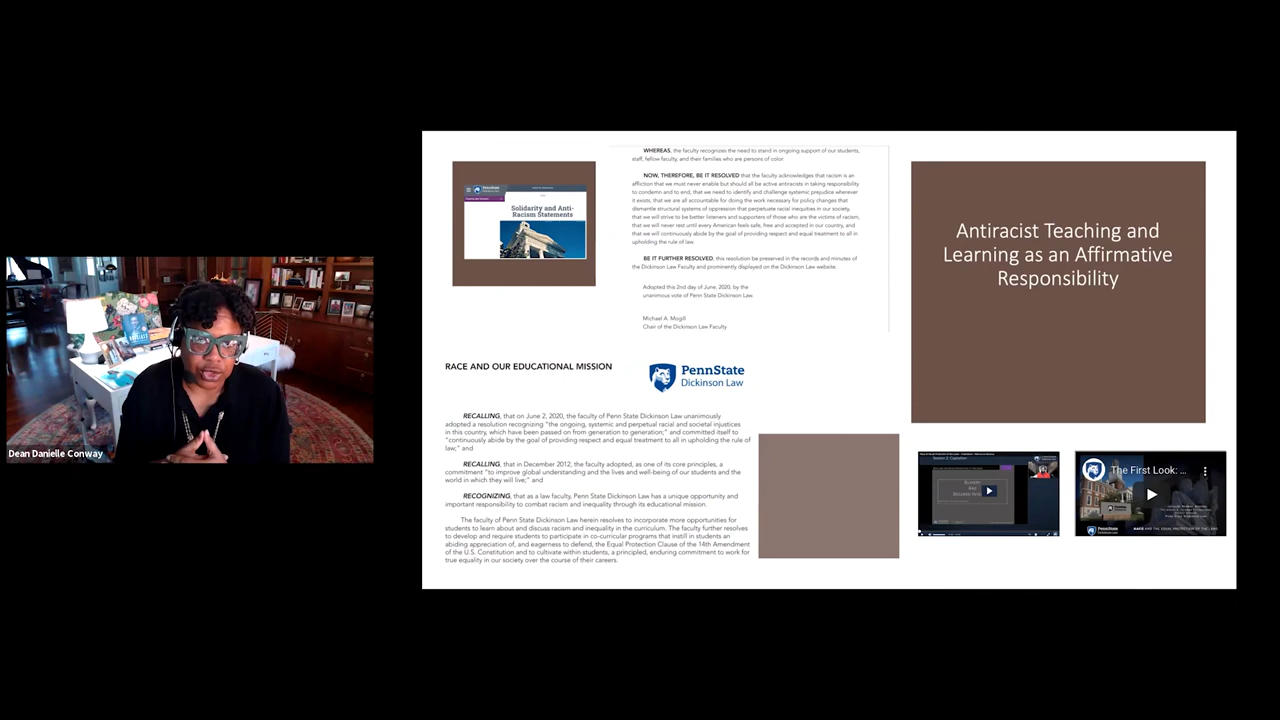 Dean Danielle Conway
PennState
Solidarity and Anti-
Racism Statements
WHEREAS, the faculty recognizes the need to stand in ongoing support of our students,
staff, fellow faculty, and their families who are persons of color.
NOW, THEREFORE, BE IT RESOLVED that the faculty acknowledges that racism is an
affliction that we must never enable but should all be active antiracists in taking responsibility
to condemn and to end, that we need to identify and challenge systemic prejudice wherever
it exists, that we are all accountable for doing the work necessary for policy changes that
dismantle structural systems of oppression that perpetuate racial inequities in our society,
that we will strive to be better listeners and supporters of those who are the victims of racism,
that we will never rest until every American feels safe, free and accepted in our country, and
that we will continuously abide by the goal of providing respect and equal treatment to all in
upholding the rule of law.
BE IT FURTHER RESOLVED, this resolution be preserved in the records and minutes of
the Dickinson Law Faculty and prominently displayed on the Dickinson Law website.
Adopted this 2nd day of June, 2020, by the
unanimous vote of Penn State Dickinson Law.
Michael A. Mogill
Chair of the Dickinson Law Faculty
Antiracist Teaching and
Learning as an Affirmative
Responsibility
RACE AND OUR EDUCATIONAL MISSION
PennState
Dickinson Law
RECALLING, that on June 2, 2020, the faculty of Penn State Dickinson Law unanimously
adopted a resolution recognizing “the ongoing, systemic and perpetual racial and societal injustices
in this country, which have been passed on from generation to generation;” and committed itself to
“continuously abide by the goal of providing respect and equal treatment to all in upholding the rule of
law;” and
RECALLING, that in December 2012, the faculty adopted, as one of its core principles, a
commitment “to improve global understanding and the lives and well-being of our students and the
world in which they will live;” and
RECOGNIZING, that as a law faculty, Penn State Dickinson Law has a unique opportunity and
important responsibility to combat racism and inequality through its educational mission.
The faculty of Penn State Dickinson Law herein resolves to incorporate more opportunities for
students to learn about and discuss racism and inequality in the curriculum. The faculty further resolves
to develop and require students to participate in co-curricular programs that instill in students an
abiding appreciation of, and eagerness to defend, the Equal Protection Clause of the 14th Amendment
of the U.S. Constitution and to cultivate within students, a principled, enduring commitment to work for
true equality in our society over the course of their careers.
The First Look: ...
PennState